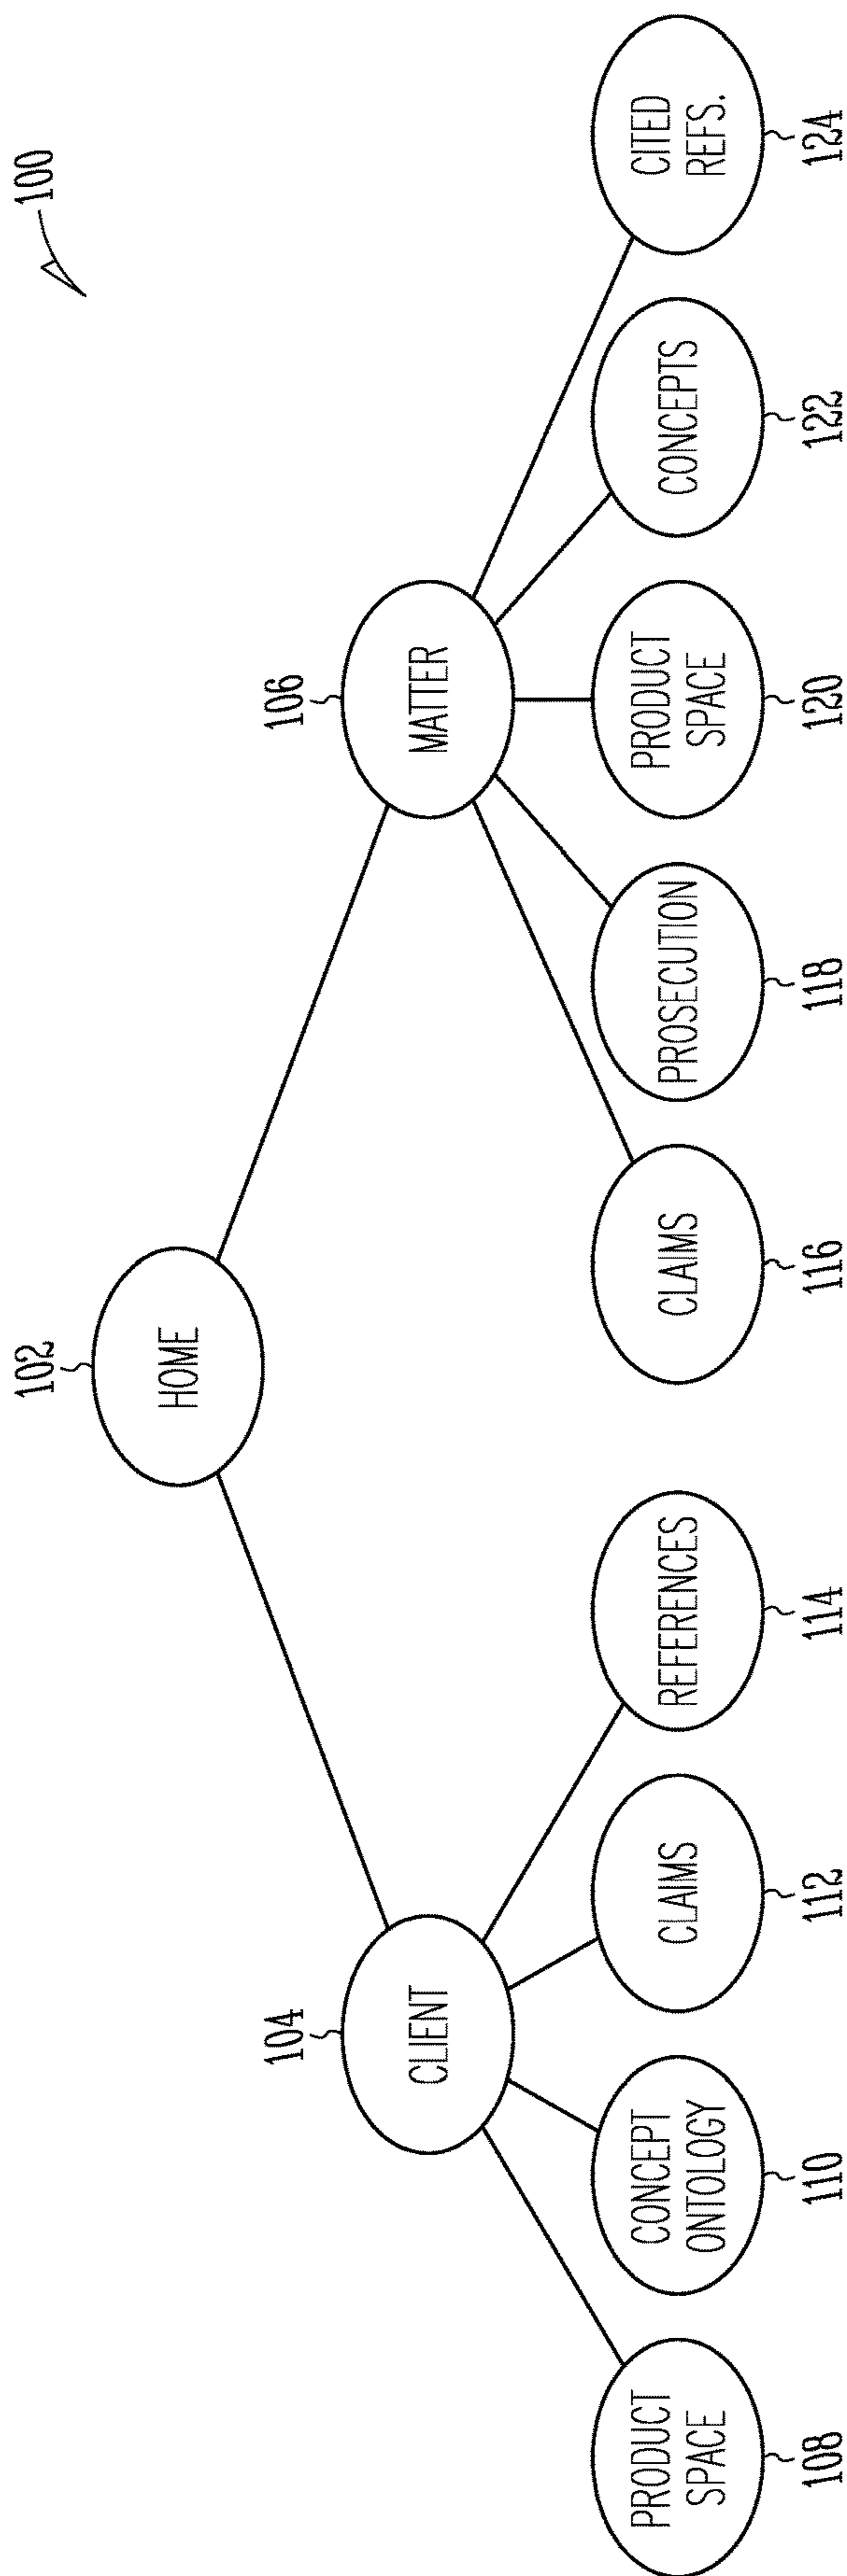 100
102
HOME
104
CLIENT
106
MATTER
PRODUCT
SPACE
108
CONCEPT
ONTOLOGY
110
CLAIMS
112
REFERENCES
114
CLAIMS
116
PROSECUTION
118
PRODUCT
SPACE
120
CONCEPTS
122
CITED
REFS.
124